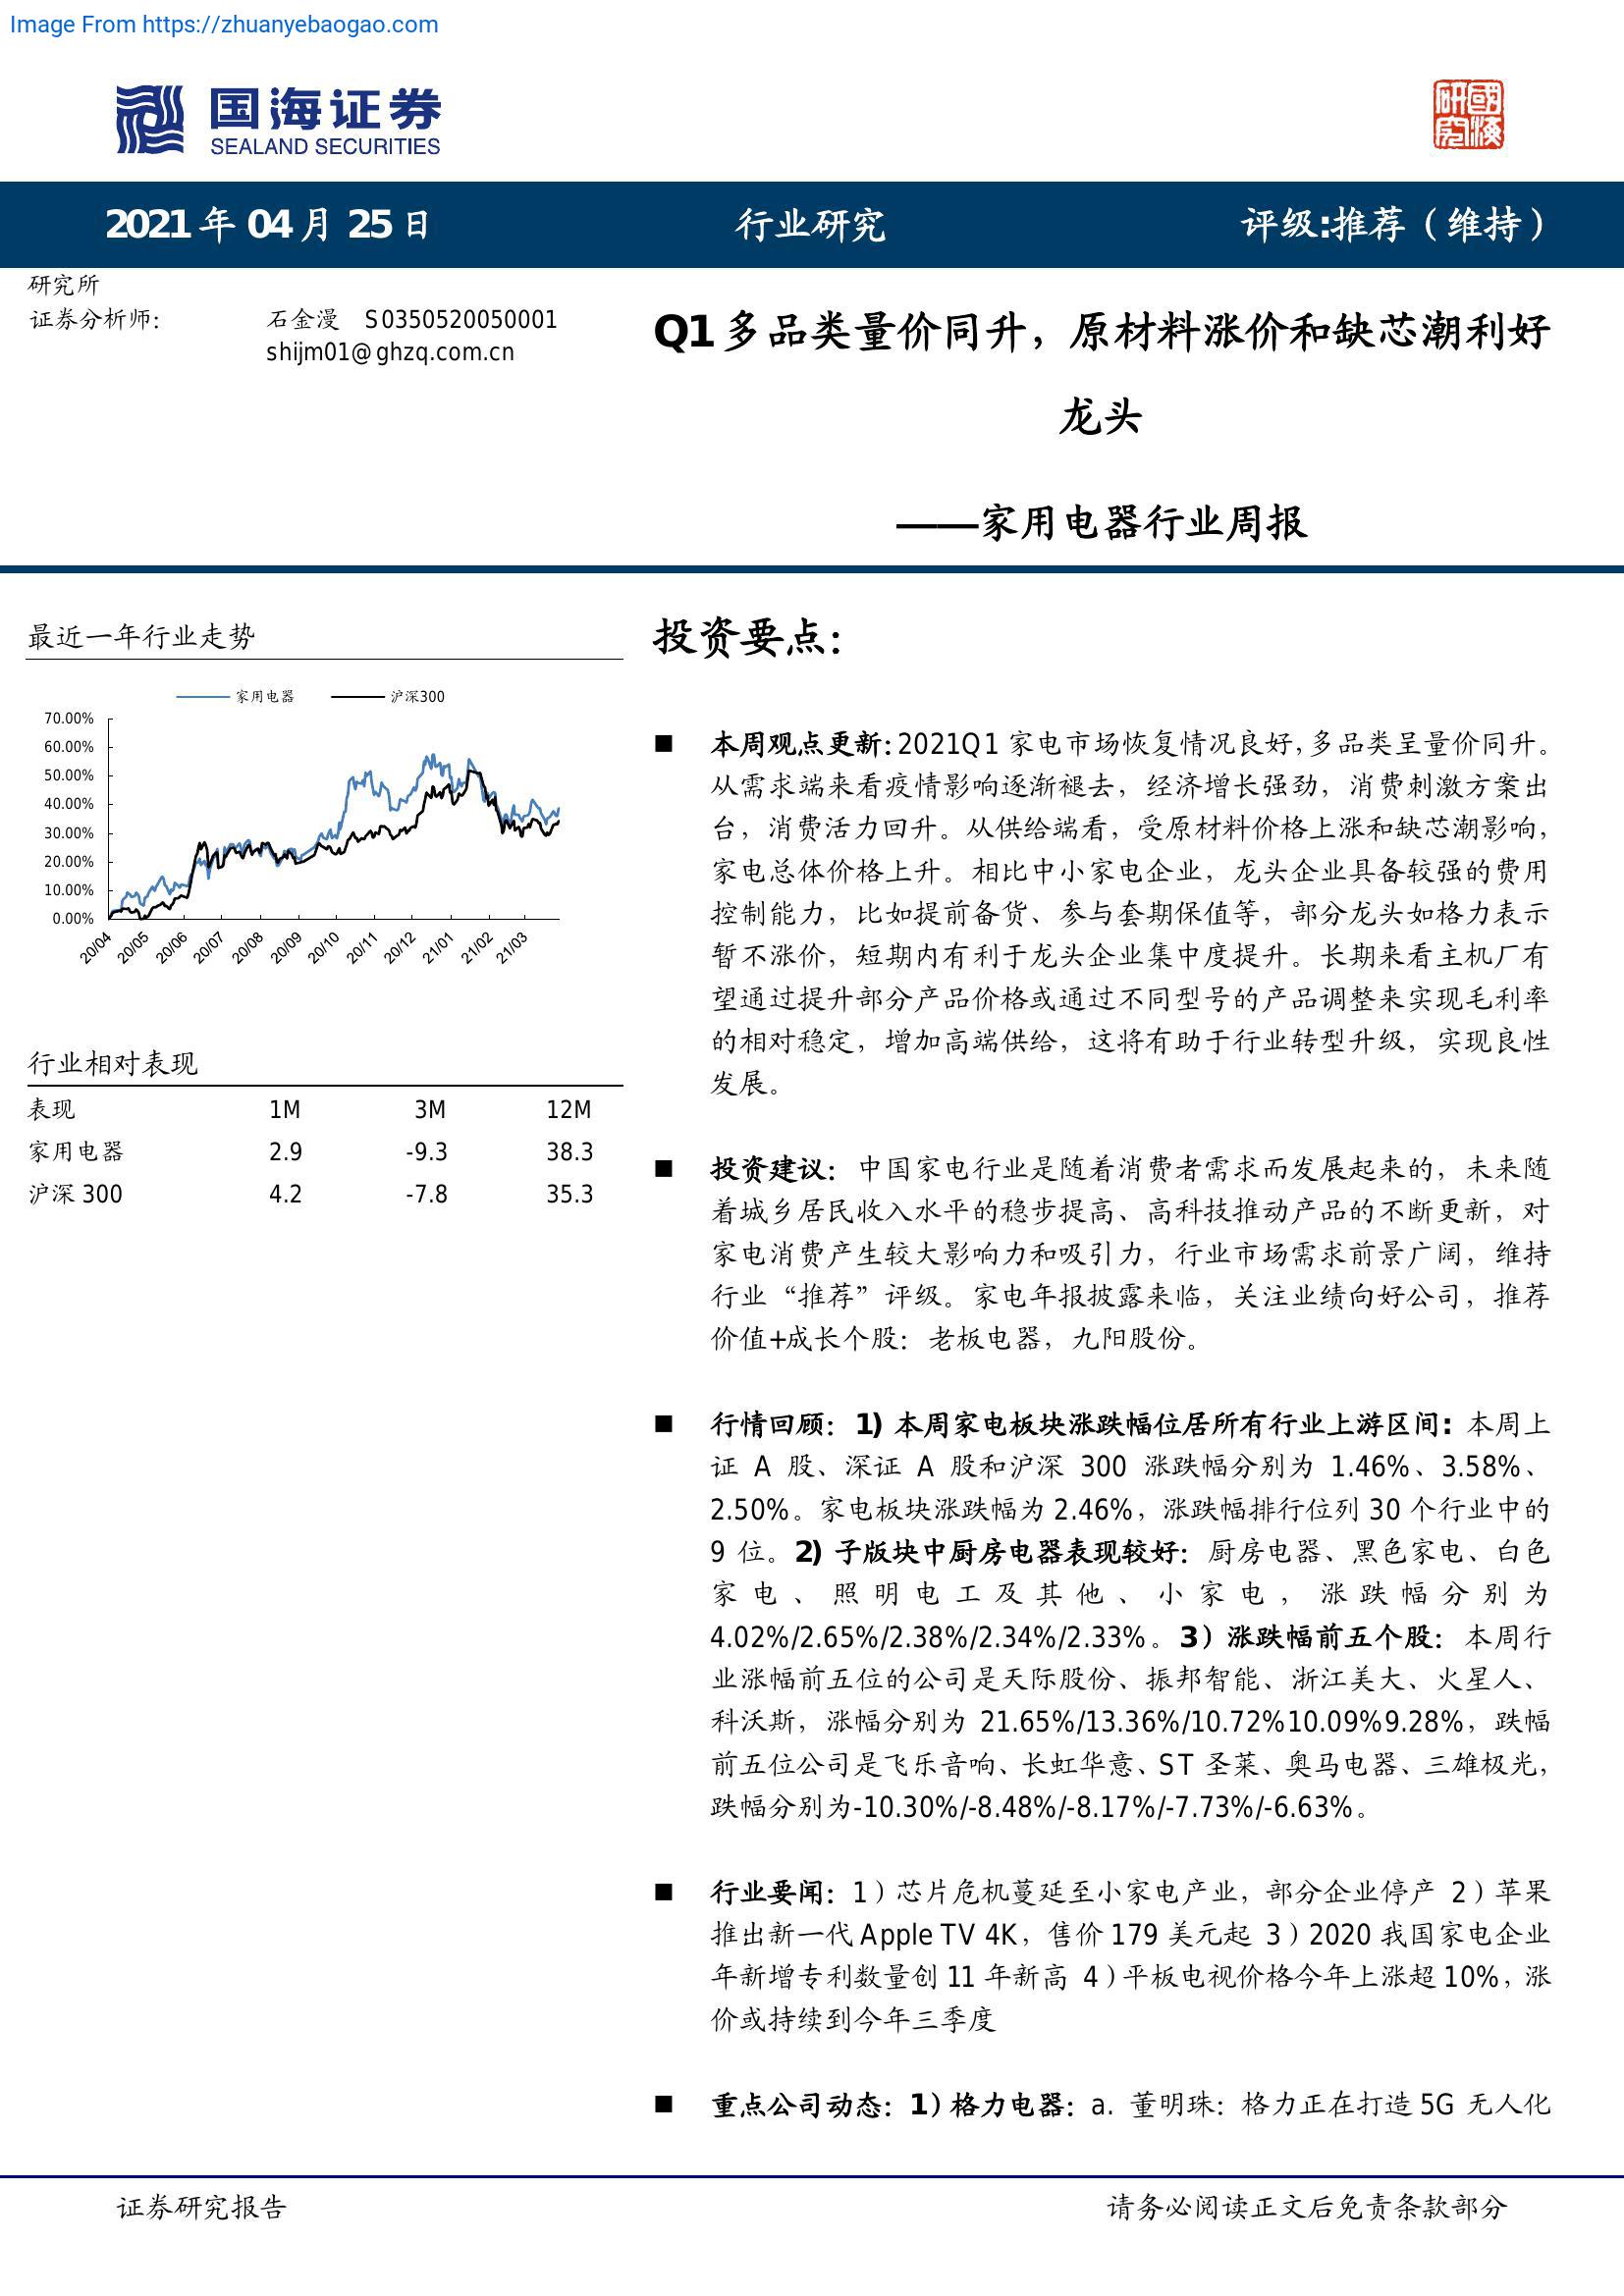 Image From https://zhuanyebaogao.com
国海证券
SEALAND SECURITIES
研國
究海
2021 年 04 月 25 日 行业研究 评级:推荐（维持）
研究所
证券分析师: 石金漫 S0350520050001
shijm01@ghzq.com.cn
Q1 多品类量价同升，原材料涨价和缺芯潮利好
龙头
——家用电器行业周报
最近一年行业走势
家用电器 沪深300
70.00%
60.00%
50.00%
40.00%
30.00%
20.00%
10.00%
0.00%
20/04 20/05 20/06 20/07 20/08 20/09 20/10 20/11 20/12 21/01 21/02 21/03
行业相对表现
表现 1M 3M 12M
家用电器 2.9 -9.3 38.3
沪深 300 4.2 -7.8 35.3
投资要点：
■ 本周观点更新：2021Q1 家电市场恢复情况良好，多品类呈量价同升。
从需求端来看疫情影响逐渐褪去，经济增长强劲，消费刺激方案出
台，消费活力回升。从供给端看，受原材料价格上涨和缺芯潮影响，
家电总体价格上升。相比中小家电企业，龙头企业具备较强的费用
控制能力，比如提前备货、参与套期保值等，部分龙头如格力表示
暂不涨价，短期内有利于龙头企业集中度提升。长期来看主机厂有
望通过提升部分产品价格或通过不同型号的产品调整来实现毛利率
的相对稳定，增加高端供给，这将有助于行业转型升级，实现良性
发展。
■ 投资建议：中国家电行业是随着消费者需求而发展起来的，未来随
着城乡居民收入水平的稳步提高、高科技推动产品的不断更新，对
家电消费产生较大影响力和吸引力，行业市场需求前景广阔，维持
行业“推荐”评级。家电年报披露来临，关注业绩向好公司，推荐
价值+成长个股：老板电器，九阳股份。
■ 行情回顾：1) 本周家电板块涨跌幅位居所有行业上游区间：本周上
证 A 股、深证 A 股和沪深 300 涨跌幅分别为 1.46%、3.58%、
2.50%。家电板块涨跌幅为 2.46%，涨跌幅排行位列 30 个行业中的
9 位。2) 子版块中厨房电器表现较好：厨房电器、黑色家电、白色
家电、照明电工及其他、小家电，涨跌幅分别为
4.02%/2.65%/2.38%/2.34%/2.33%。3）涨跌幅前五个股：本周行
业涨幅前五位的公司是天际股份、振邦智能、浙江美大、火星人、
科沃斯，涨幅分别为 21.65%/13.36%/10.72%10.09%9.28%，跌幅
前五位公司是飞乐音响、长虹华意、ST 圣莱、奥马电器、三雄极光，
跌幅分别为-10.30%/-8.48%/-8.17%/-7.73%/-6.63%。
■ 行业要闻：1）芯片危机蔓延至小家电产业，部分企业停产 2）苹果
推出新一代 Apple TV 4K，售价 179 美元起 3）2020 我国家电企业
年新增专利数量创 11 年新高 4）平板电视价格今年上涨超 10%，涨
价或持续到今年三季度
■ 重点公司动态：1) 格力电器：a. 董明珠：格力正在打造 5G 无人化
证券研究报告 请务必阅读正文后免责条款部分